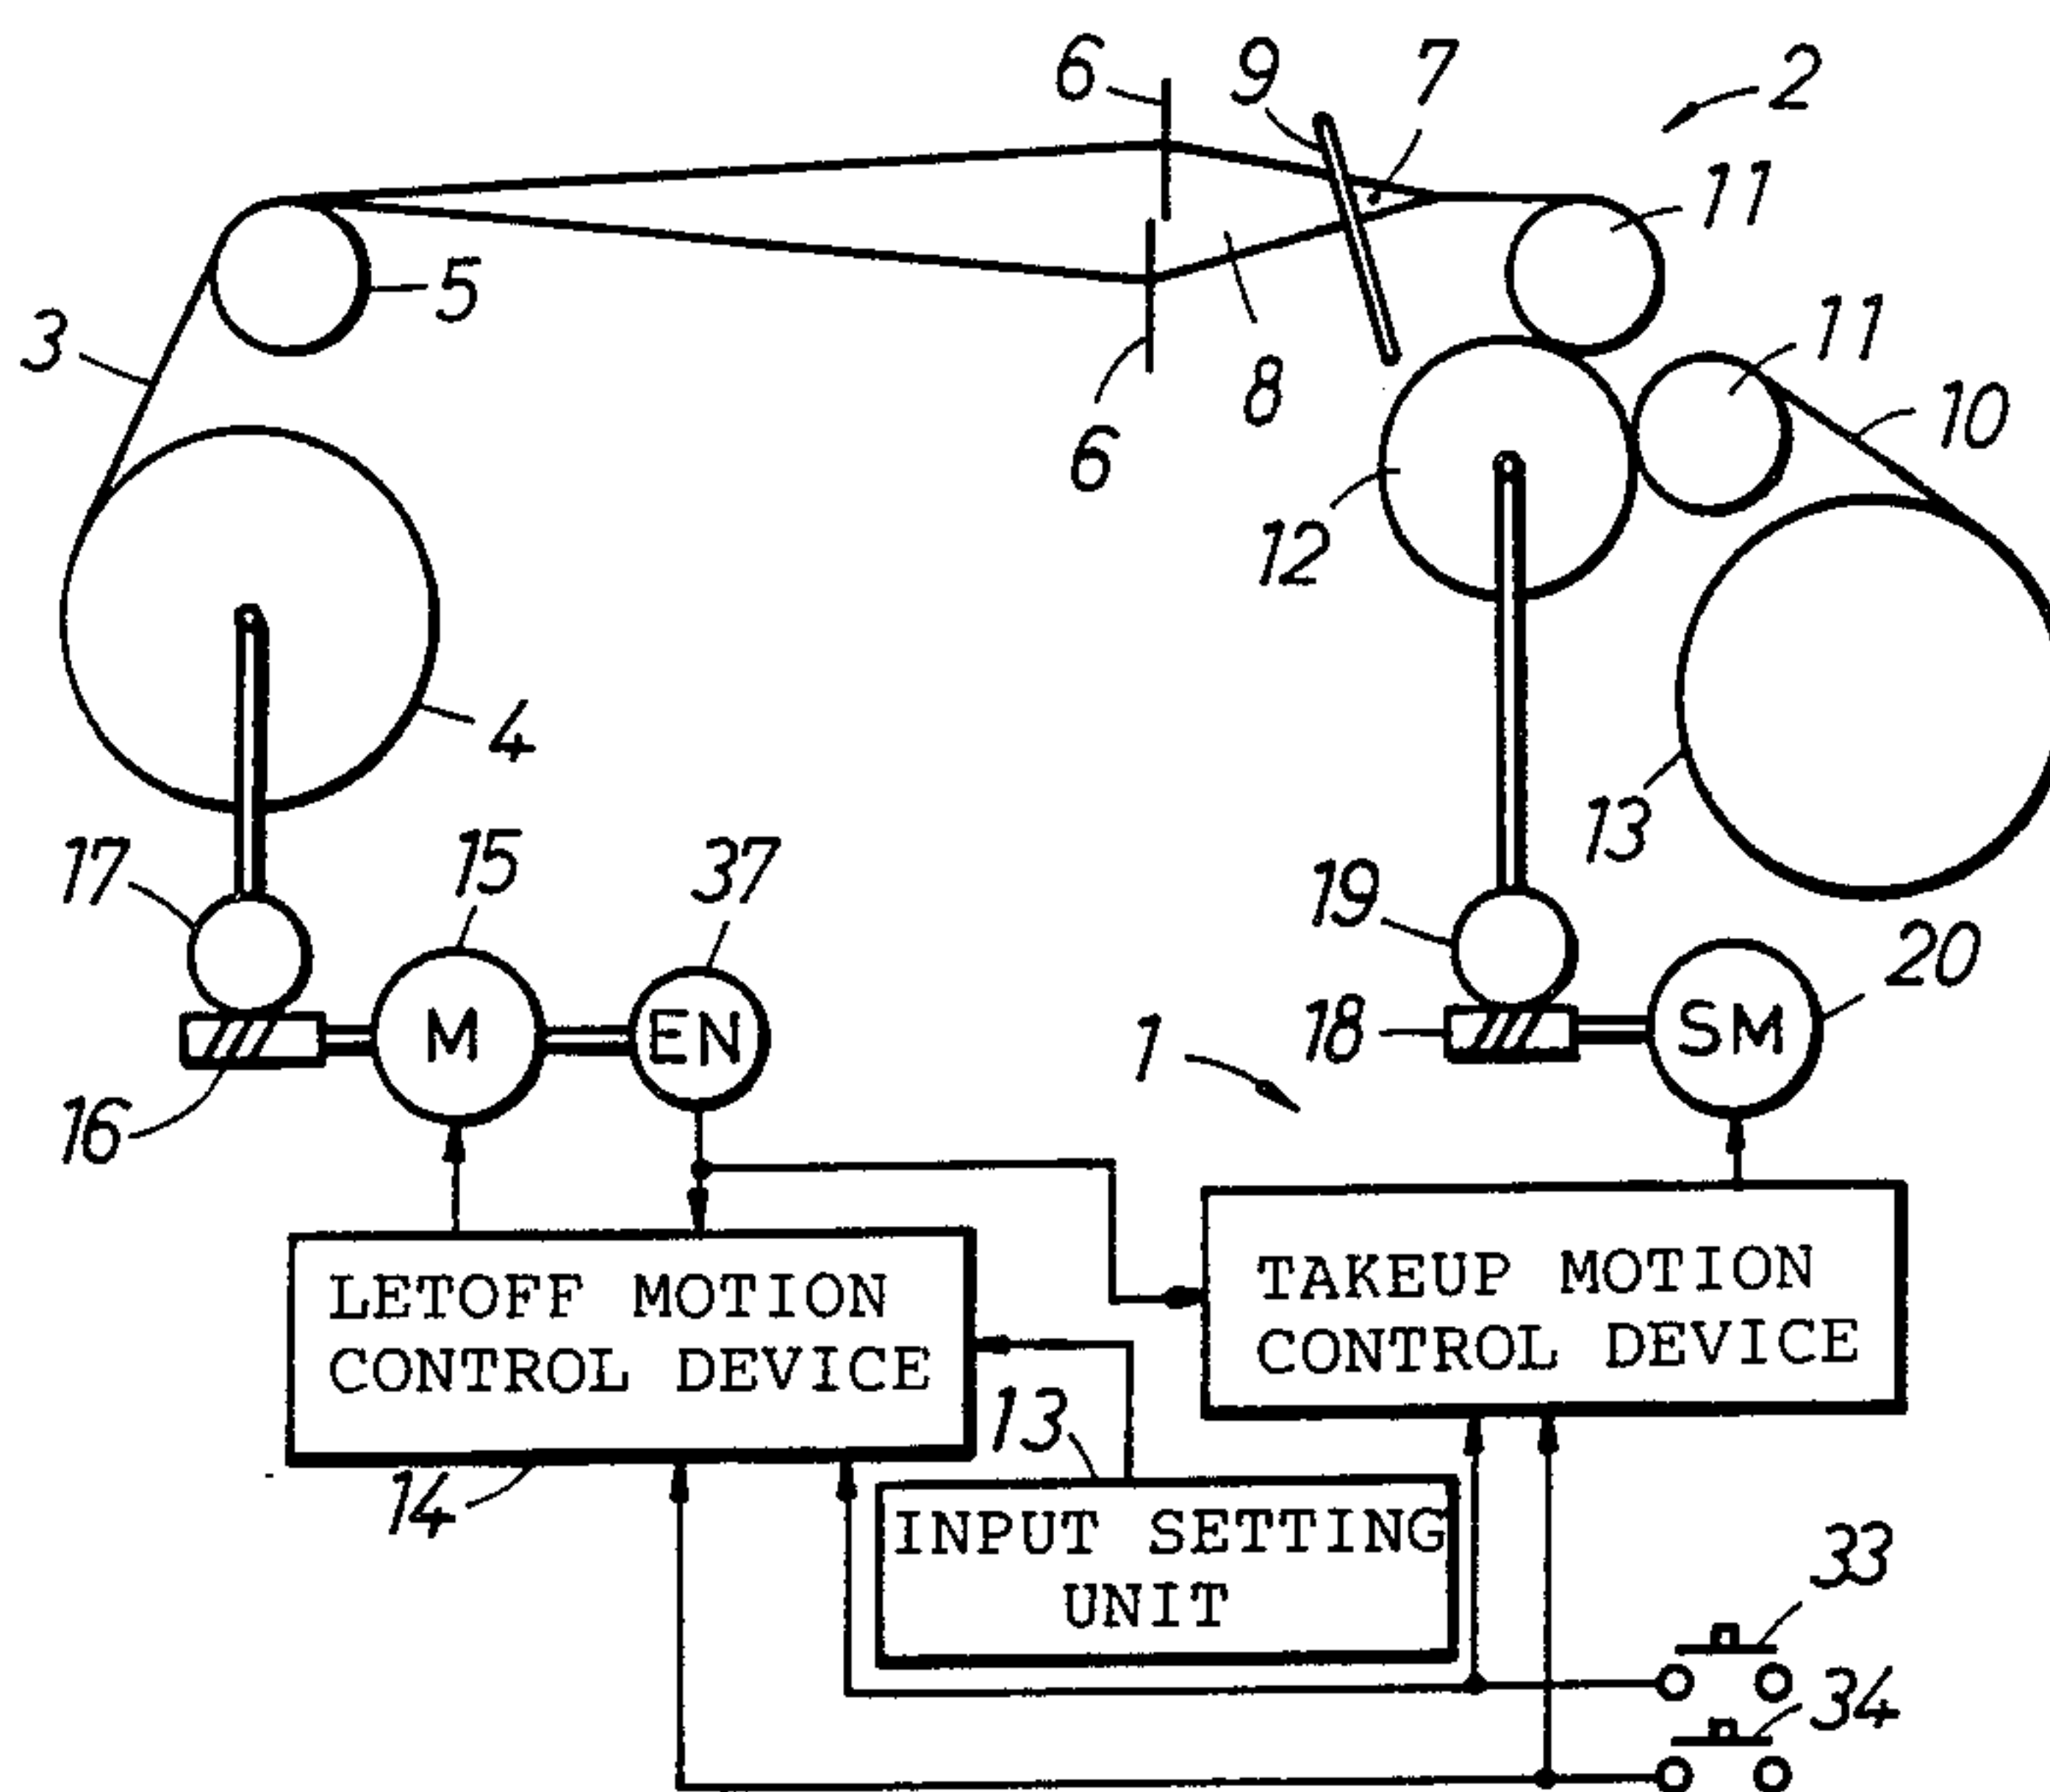 6
9
7
2
11
5
3
11
8
10
6
12
4
13
17
15
37
19
20
M
EN
18
SM
1
16
LETOFF MOTION
CONTROL DEVICE
TAKEUP MOTION
CONTROL DEVICE
13
14
INPUT SETTING
UNIT
33
34